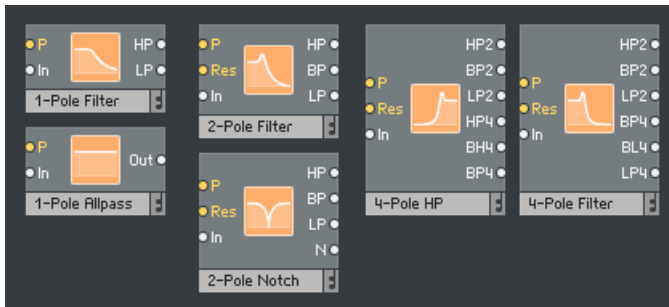 P HP
In LP
1-Pole Filter
P
In Out
1-Pole Allpass
P HP
Res BP
In LP
2-Pole Filter
P HP
Res BP
In LP
N
2-Pole Notch
HP2
BP2
P LP2
Res HP4
In BH4
BP4
4-Pole HP
HP2
BP2
P LP2
Res BP4
In BL4
LP4
4-Pole Filter